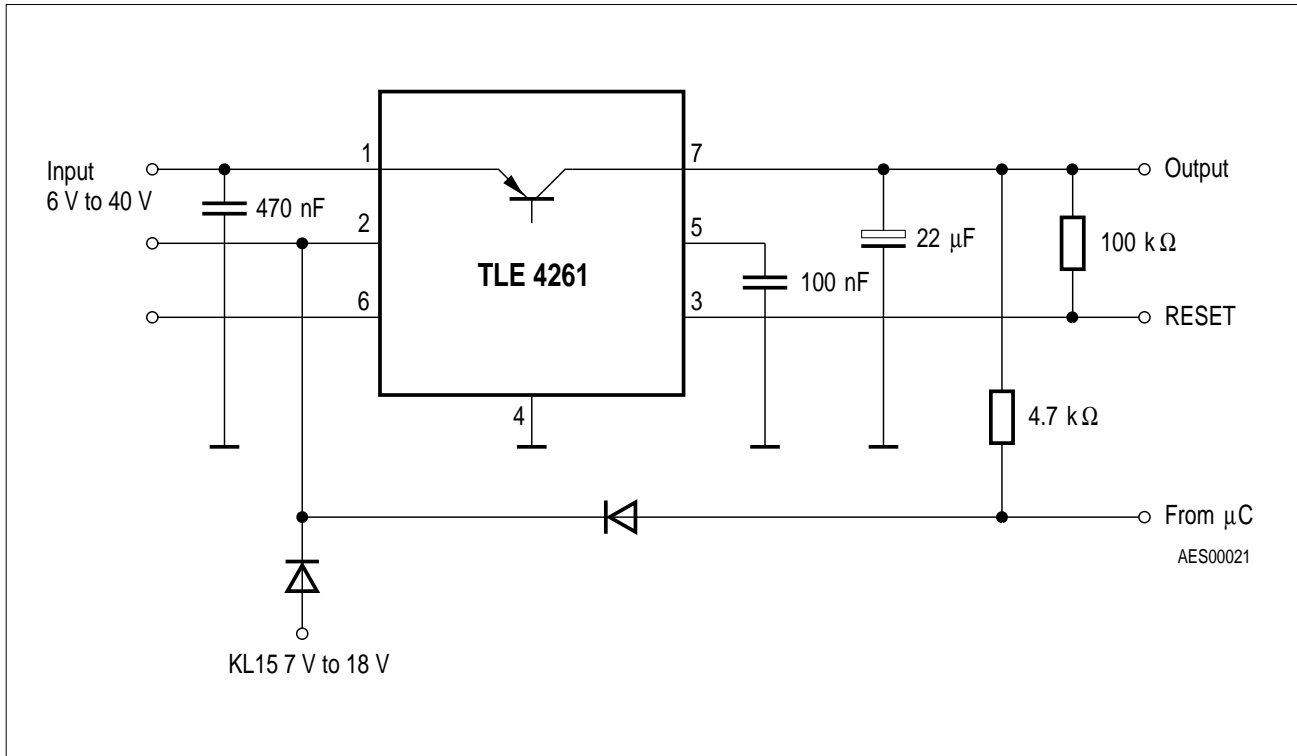 Input
6 V to 40 V
1
470 nF
2
6
TLE 4261
4
7
5
100 nF
3
22 μF
Output
100 kΩ
RESET
4.7 kΩ
From μC
AES00021
KL15 7 V to 18 V